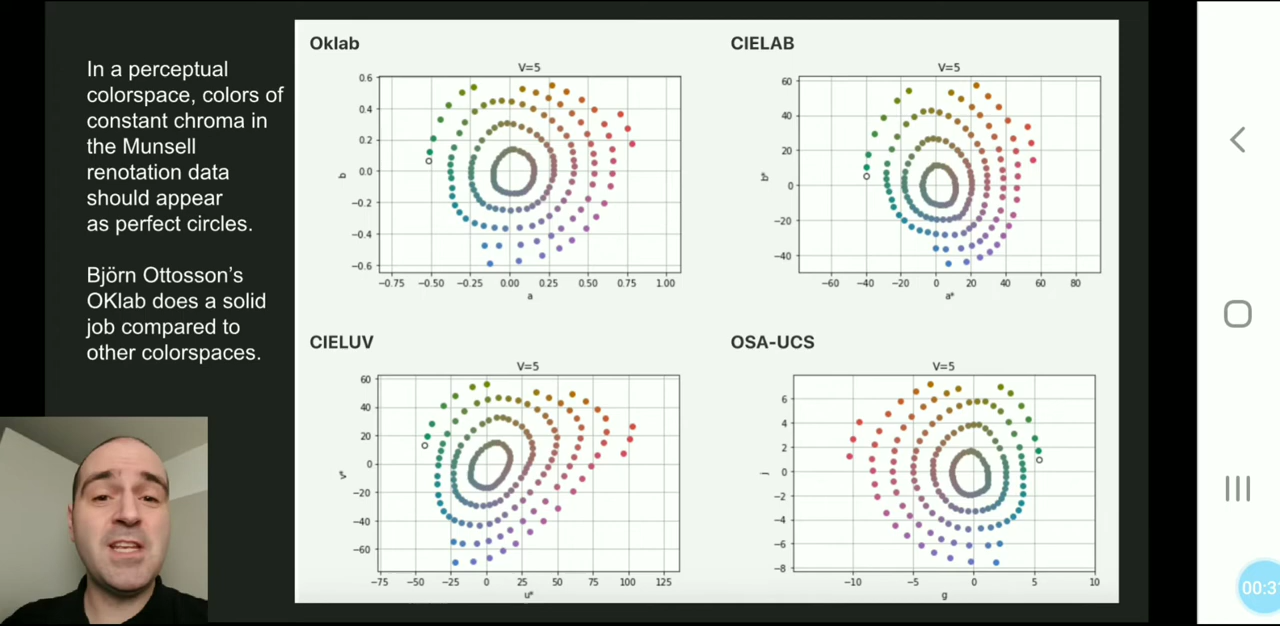 In a perceptual
colorspace, colors of
constant chroma in
the Munsell
renotation data
should appear
as perfect circles.
Björn Ottosson's
OKlab does a solid
job compared to
other colorspaces.
Oklab
V=5
0.6
0.4
0.2
0.0
−0.2
−0.4
−0.6
b
−0.75 −0.50 −0.25 0.00 0.25 0.50 0.75 1.00
a
CIELAB
V=5
60
40
20
0
−20
−40
b*
−60 −40 −20 0 20 40 60 80
a*
CIELUV
V=5
60
40
20
0
−20
−40
−60
v*
−75 −50 −25 0 25 50 75 100 125
u*
OSA-UCS
V=5
6
4
2
0
−2
−4
−6
−8
j
−10 −5 0 5 10
g